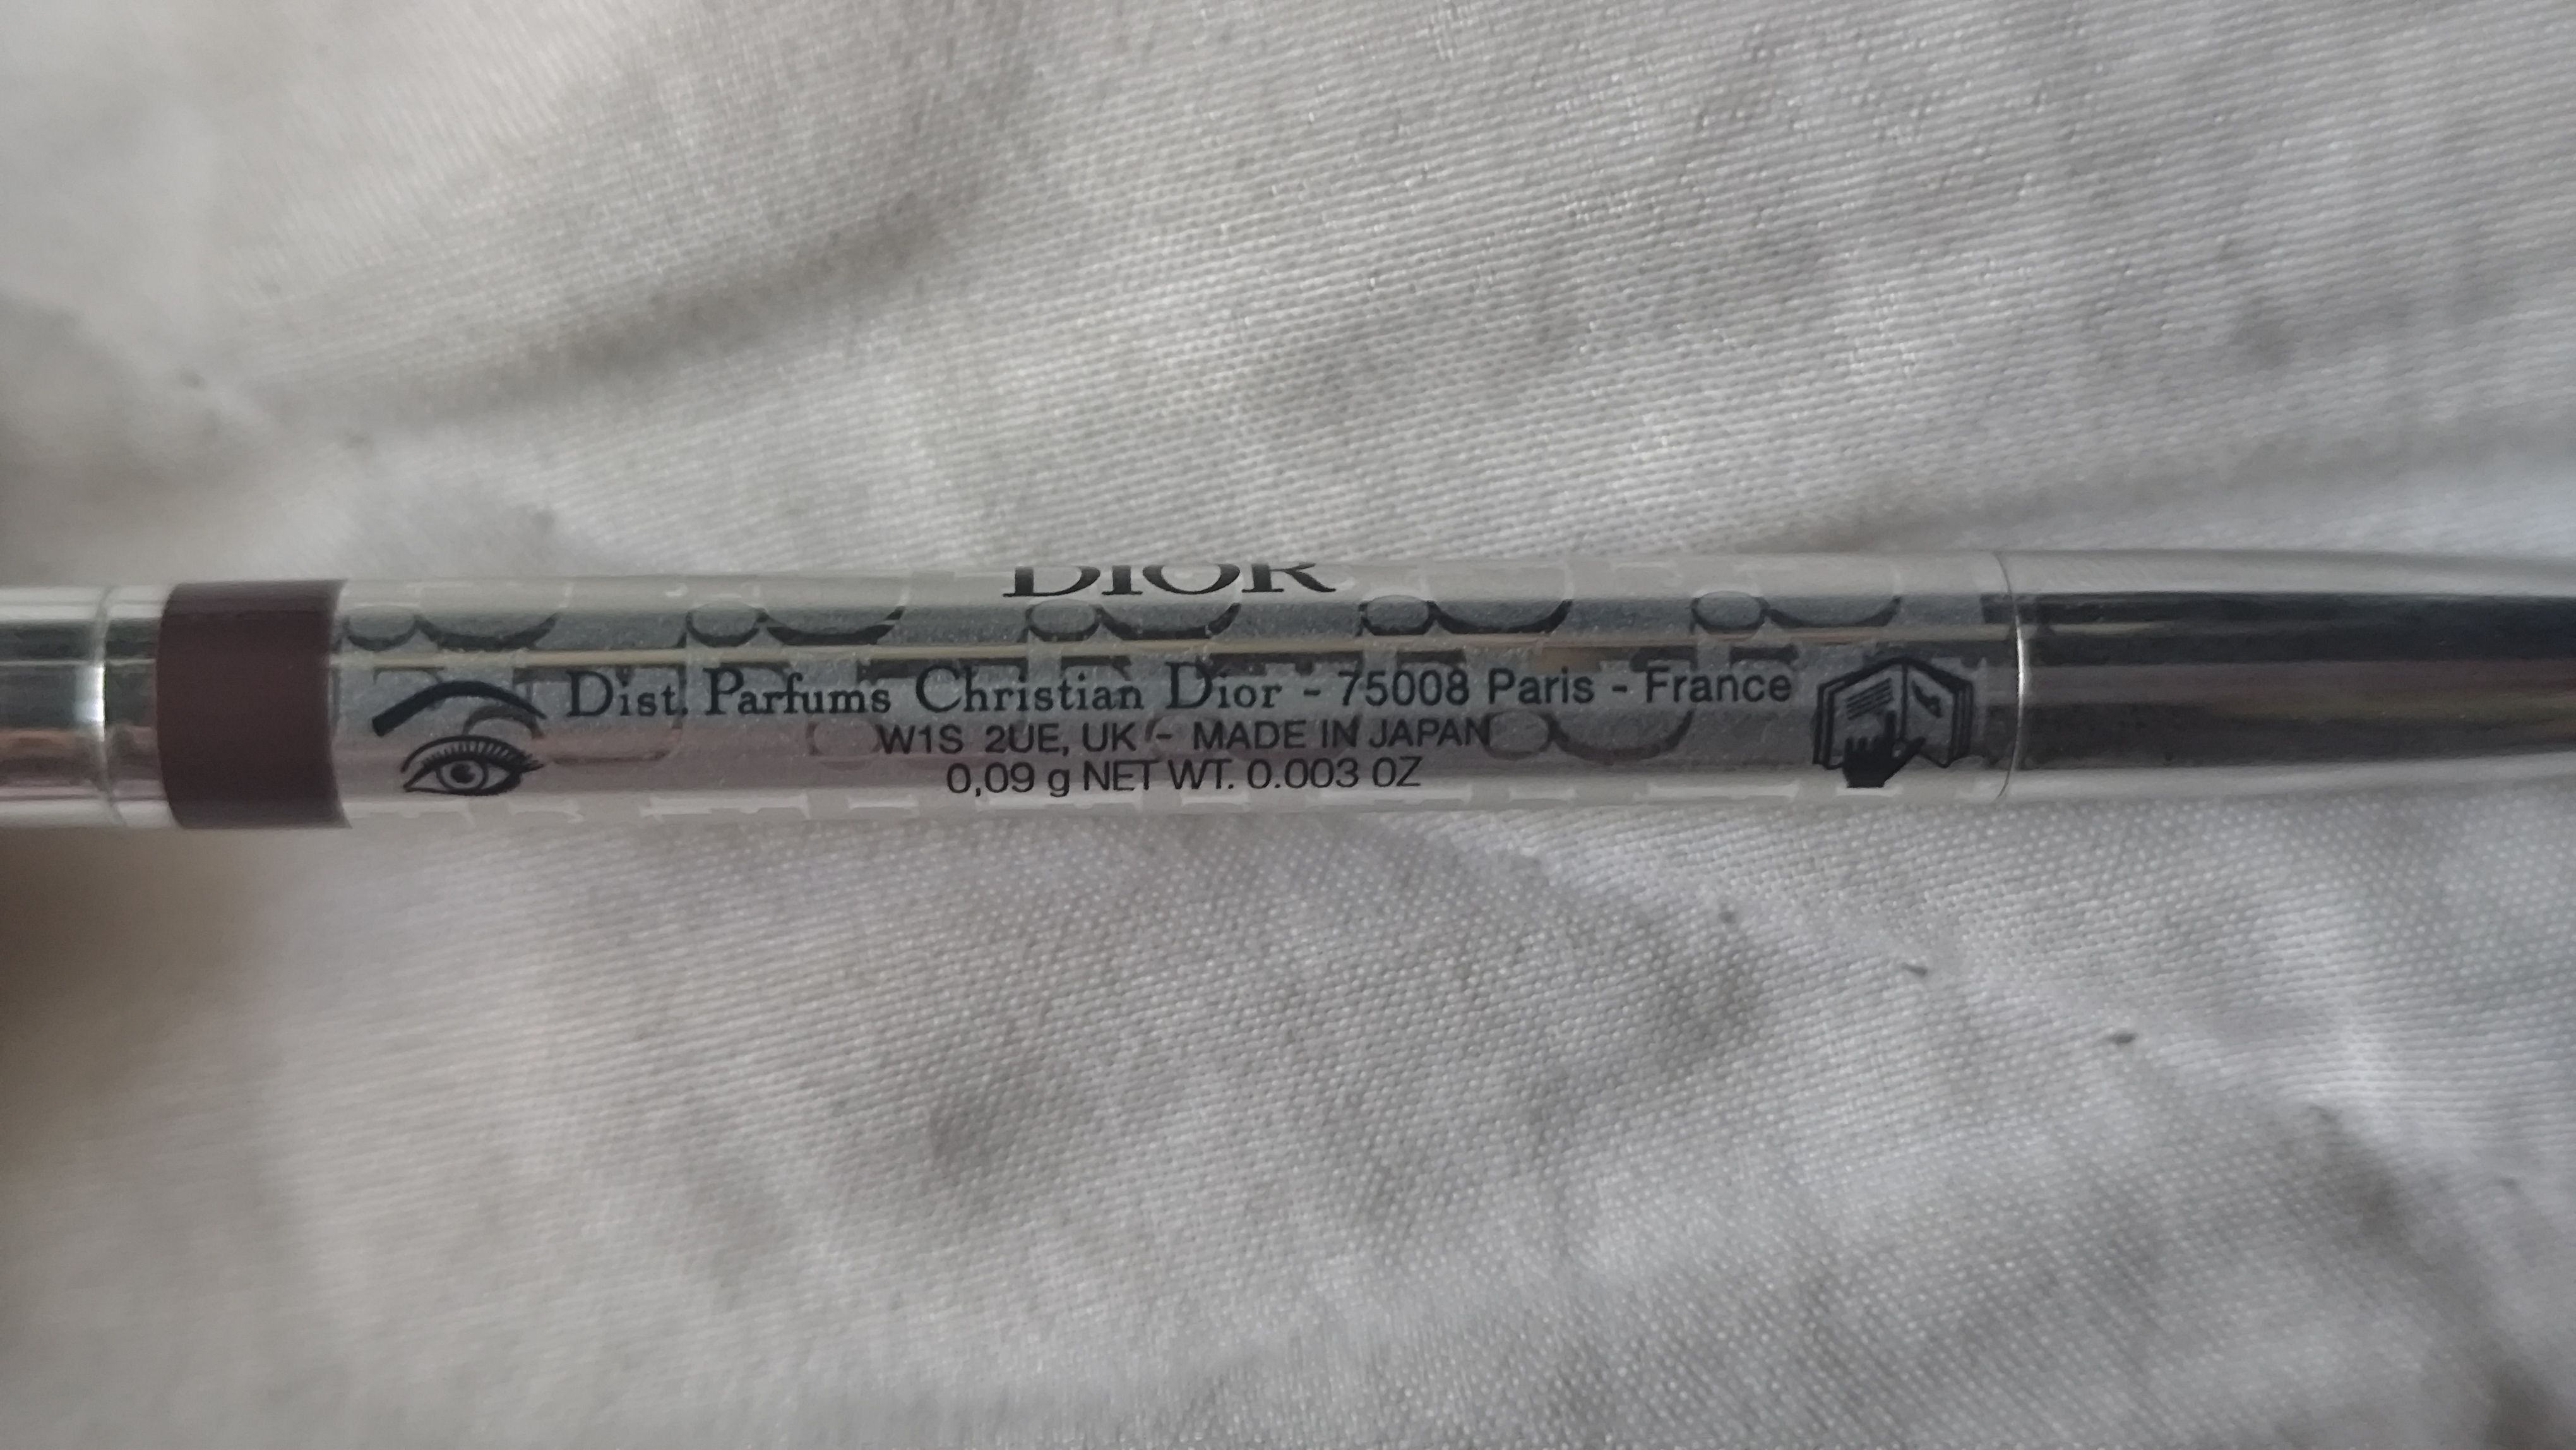 DIOR
Dist. Parfums Christian Dior - 75008 Paris - France
W1S 2UE, UK - MADE IN JAPAN
0,09 g NET WT. 0.003 OZ